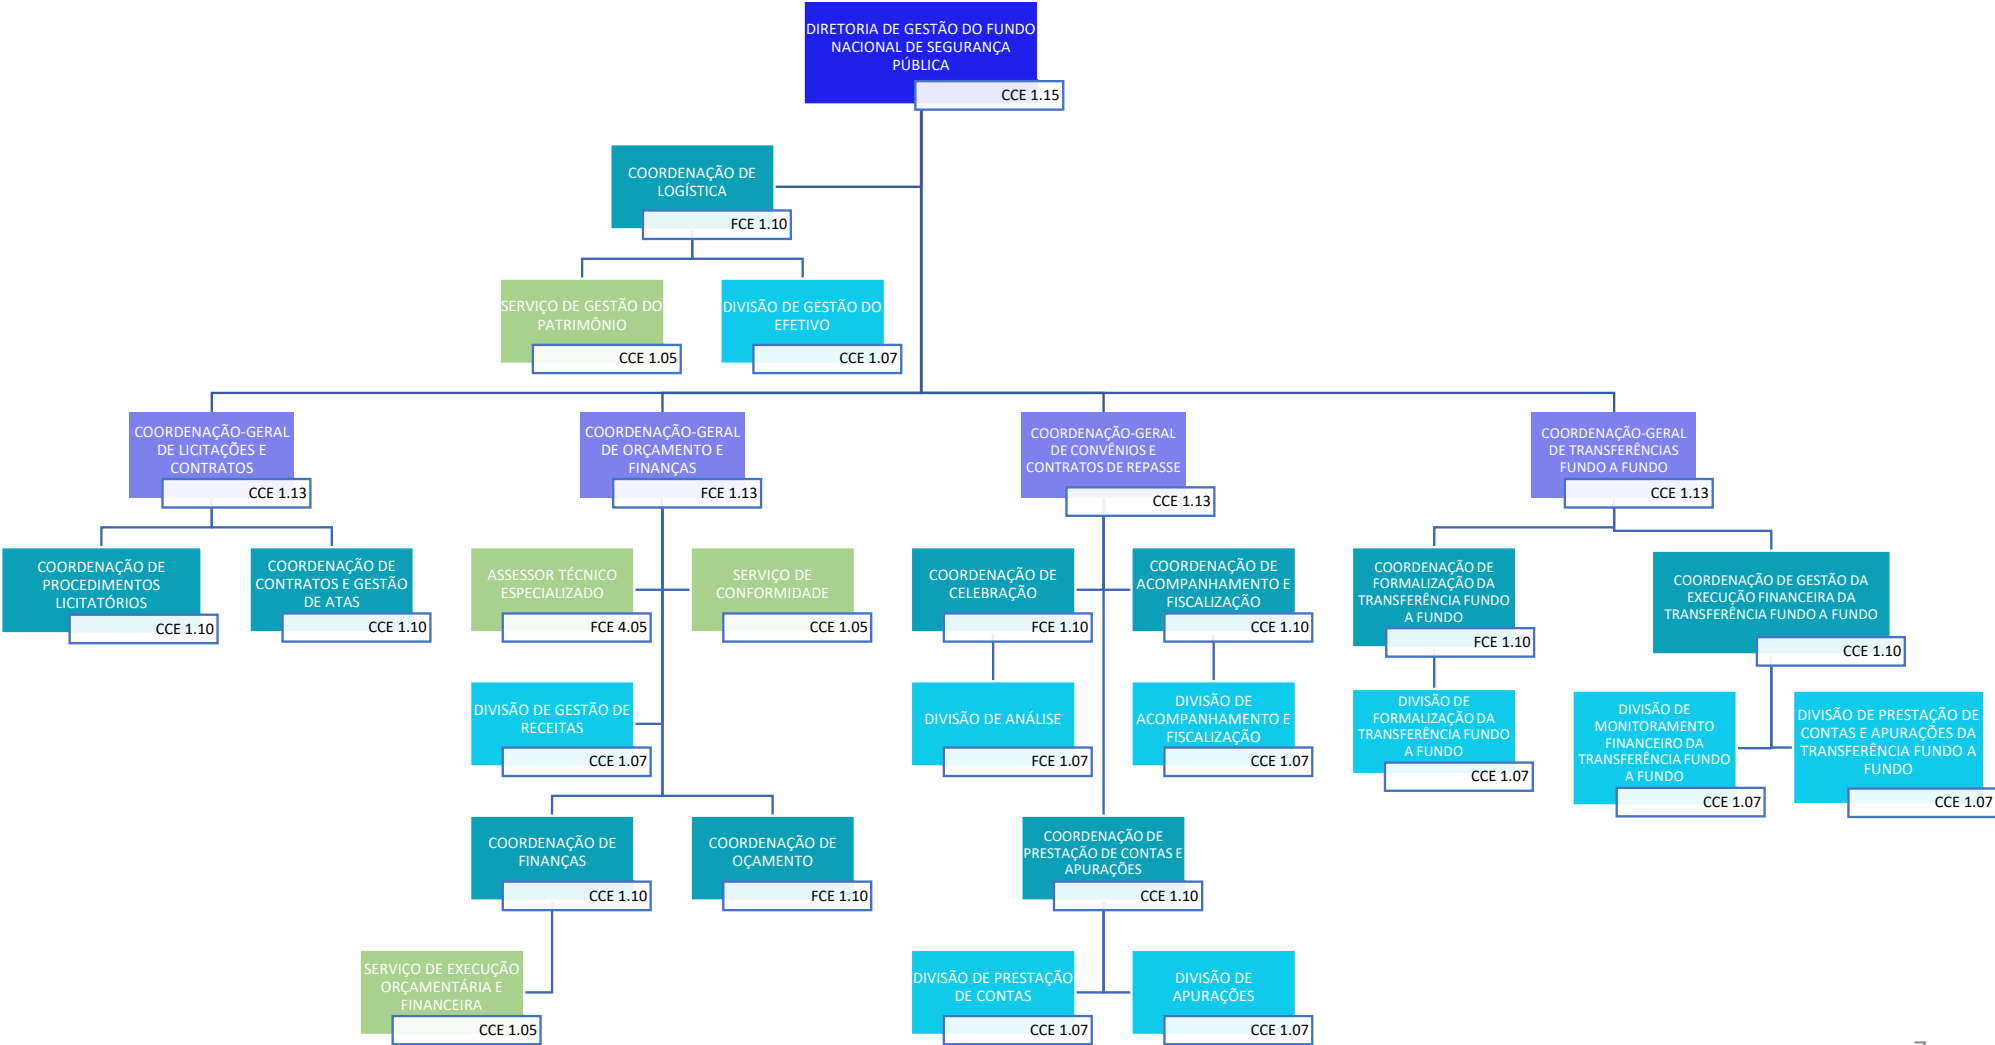 DIRETORIA DE GESTÃO DO FUNDO
NACIONAL DE SEGURANÇA
PÚBLICA
CCE 1.15
COORDENAÇÃO DE
LOGÍSTICA
FCE 1.10
SERVIÇO DE GESTÃO DO
PATRIMÔNIO
CCE 1.05
DIVISÃO DE GESTÃO DO
EFETIVO
CCE 1.07
COORDENAÇÃO-GERAL
DE LICITAÇÕES E
CONTRATOS
CCE 1.13
COORDENAÇÃO-GERAL
DE ORÇAMENTO E
FINANÇAS
FCE 1.13
COORDENAÇÃO-GERAL
DE CONVÊNIOS E
CONTRATOS DE REPASSE
CCE 1.13
COORDENAÇÃO-GERAL
DE TRANSFERÊNCIAS
FUNDO A FUNDO
CCE 1.13
COORDENAÇÃO DE
PROCEDIMENTOS
LICITATÓRIOS
CCE 1.10
COORDENAÇÃO DE
CONTRATOS E GESTÃO
DE ATAS
CCE 1.10
ASSESSOR TÉCNICO
ESPECIALIZADO
FCE 4.05
SERVIÇO DE
CONFORMIDADE
CCE 1.05
COORDENAÇÃO DE
CELEBRAÇÃO
FCE 1.10
COORDENAÇÃO DE
ACOMPANHAMENTO E
FISCALIZAÇÃO
CCE 1.10
COORDENAÇÃO DE
FORMALIZAÇÃO DA
TRANSFERÊNCIA FUNDO
A FUNDO
FCE 1.10
COORDENAÇÃO DE GESTÃO DA
EXECUÇÃO FINANCEIRA DA
TRANSFERÊNCIA FUNDO A FUNDO
CCE 1.10
DIVISÃO DE GESTÃO DE
RECEITAS
CCE 1.07
DIVISÃO DE ANÁLISE
FCE 1.07
DIVISÃO DE
ACOMPANHAMENTO E
FISCALIZAÇÃO
CCE 1.07
DIVISÃO DE
FORMALIZAÇÃO DA
TRANSFERÊNCIA FUNDO
A FUNDO
CCE 1.07
DIVISÃO DE
MONITORAMENTO
FINANCEIRO DA
TRANSFERÊNCIA FUNDO
A FUNDO
CCE 1.07
DIVISÃO DE PRESTAÇÃO DE
CONTAS E APURAÇÕES DA
TRANSFERÊNCIA FUNDO A
FUNDO
CCE 1.07
COORDENAÇÃO DE
FINANÇAS
CCE 1.10
COORDENAÇÃO DE
OÇAMENTO
FCE 1.10
COORDENAÇÃO DE
PRESTAÇÃO DE CONTAS E
APURAÇÕES
CCE 1.10
SERVIÇO DE EXECUÇÃO
ORÇAMENTÁRIA E
FINANCEIRA
CCE 1.05
DIVISÃO DE PRESTAÇÃO
DE CONTAS
CCE 1.07
DIVISÃO DE
APURAÇÕES
CCE 1.07